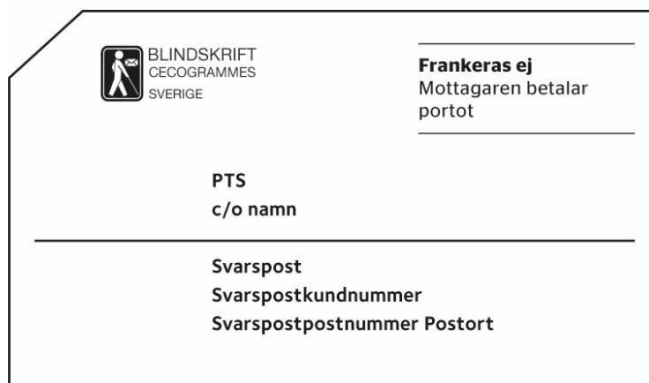 BLINDSKRIFT
CECOGRAMMES
SVERIGE
Frankeras ej
Mottagaren betalar
portot
PTS
c/o namn
Svarspost
Svarspostkundnummer
Svarspostpostnummer Postort